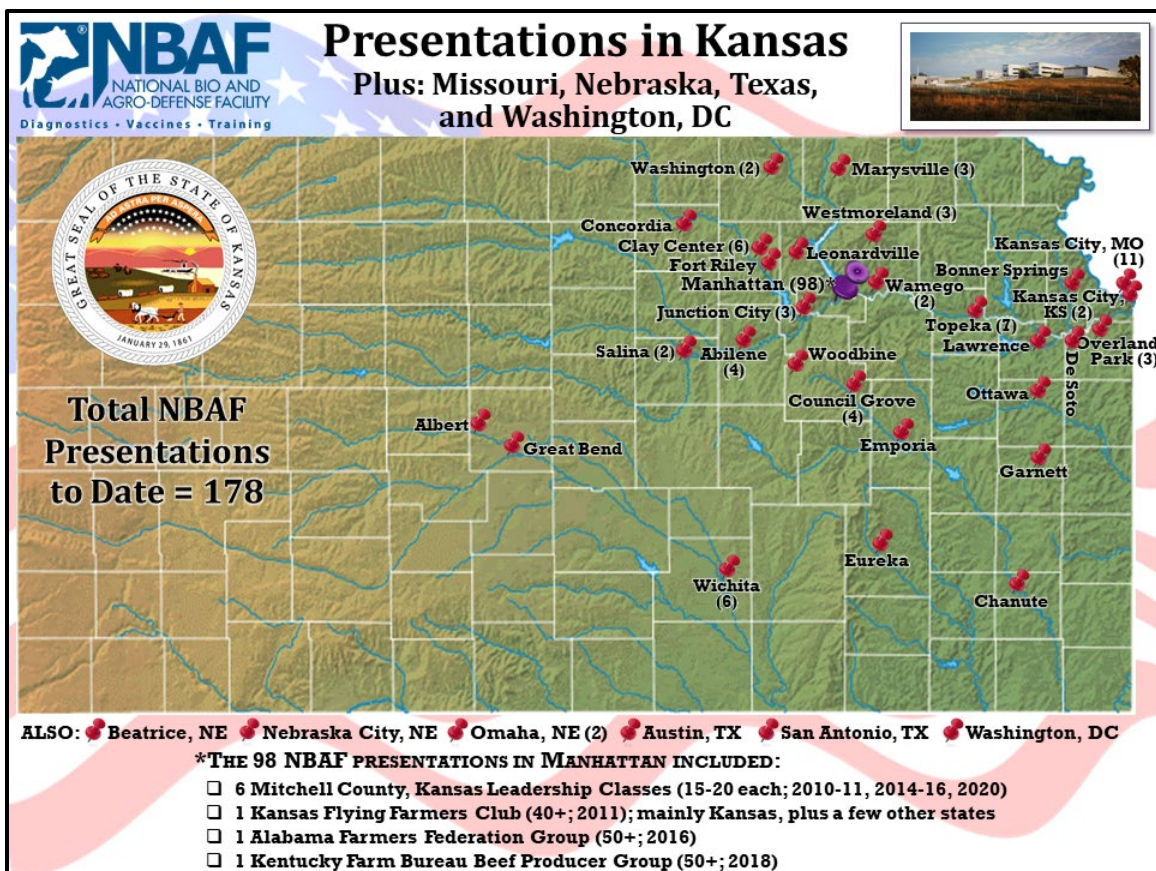 NBAF
NATIONAL BIO AND
AGRO-DEFENSE FACILITY
Diagnostics • Vaccines • Training
Presentations in Kansas
Plus: Missouri, Nebraska, Texas,
and Washington, DC
GREAT SEAL OF THE STATE OF KANSAS
AD ASTRA PER ASPERA
JANUARY 29, 1861
Total NBAF
Presentations
to Date = 178
Washington (2)
Marysville (3)
Concordia
Westmoreland (3)
Clay Center (6)
Leonardville
Fort Riley
Manhattan (98)*
Wamego
(2)
Kansas City, MO
(11)
Bonner Springs
Kansas City,
KS (2)
Junction City (3)
Topeka (7)
Lawrence
Overland
Park (3)
De Soto
Salina (2)
Abilene
(4)
Woodbine
Council Grove
(4)
Ottawa
Albert
Great Bend
Emporia
Garnett
Eureka
Wichita
(6)
Chanute
ALSO: Beatrice, NE Nebraska City, NE Omaha, NE (2) Austin, TX San Antonio, TX Washington, DC
*THE 98 NBAF PRESENTATIONS IN MANHATTAN INCLUDED:
❑ 6 Mitchell County, Kansas Leadership Classes (15-20 each; 2010-11, 2014-16, 2020)
❑ 1 Kansas Flying Farmers Club (40+; 2011); mainly Kansas, plus a few other states
❑ 1 Alabama Farmers Federation Group (50+; 2016)
❑ 1 Kentucky Farm Bureau Beef Producer Group (50+; 2018)